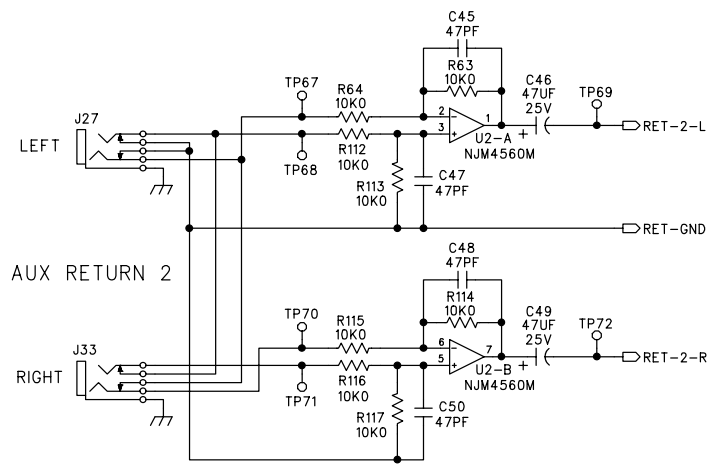 C45
47PF
R63
10K0
C46
47UF
25V
TP67
R64
10K0
TP69
J27
2
3
1
RET-2-L
LEFT
U2-A
NJM4560M
TP68
R112
10K0
R113
10K0
C47
47PF
RET-GND
AUX RETURN 2
C48
47PF
R114
10K0
C49
47UF
25V
TP70
R115
10K0
TP72
J33
6
5
7
RET-2-R
RIGHT
U2-B
NJM4560M
TP71
R116
10K0
R117
10K0
C50
47PF